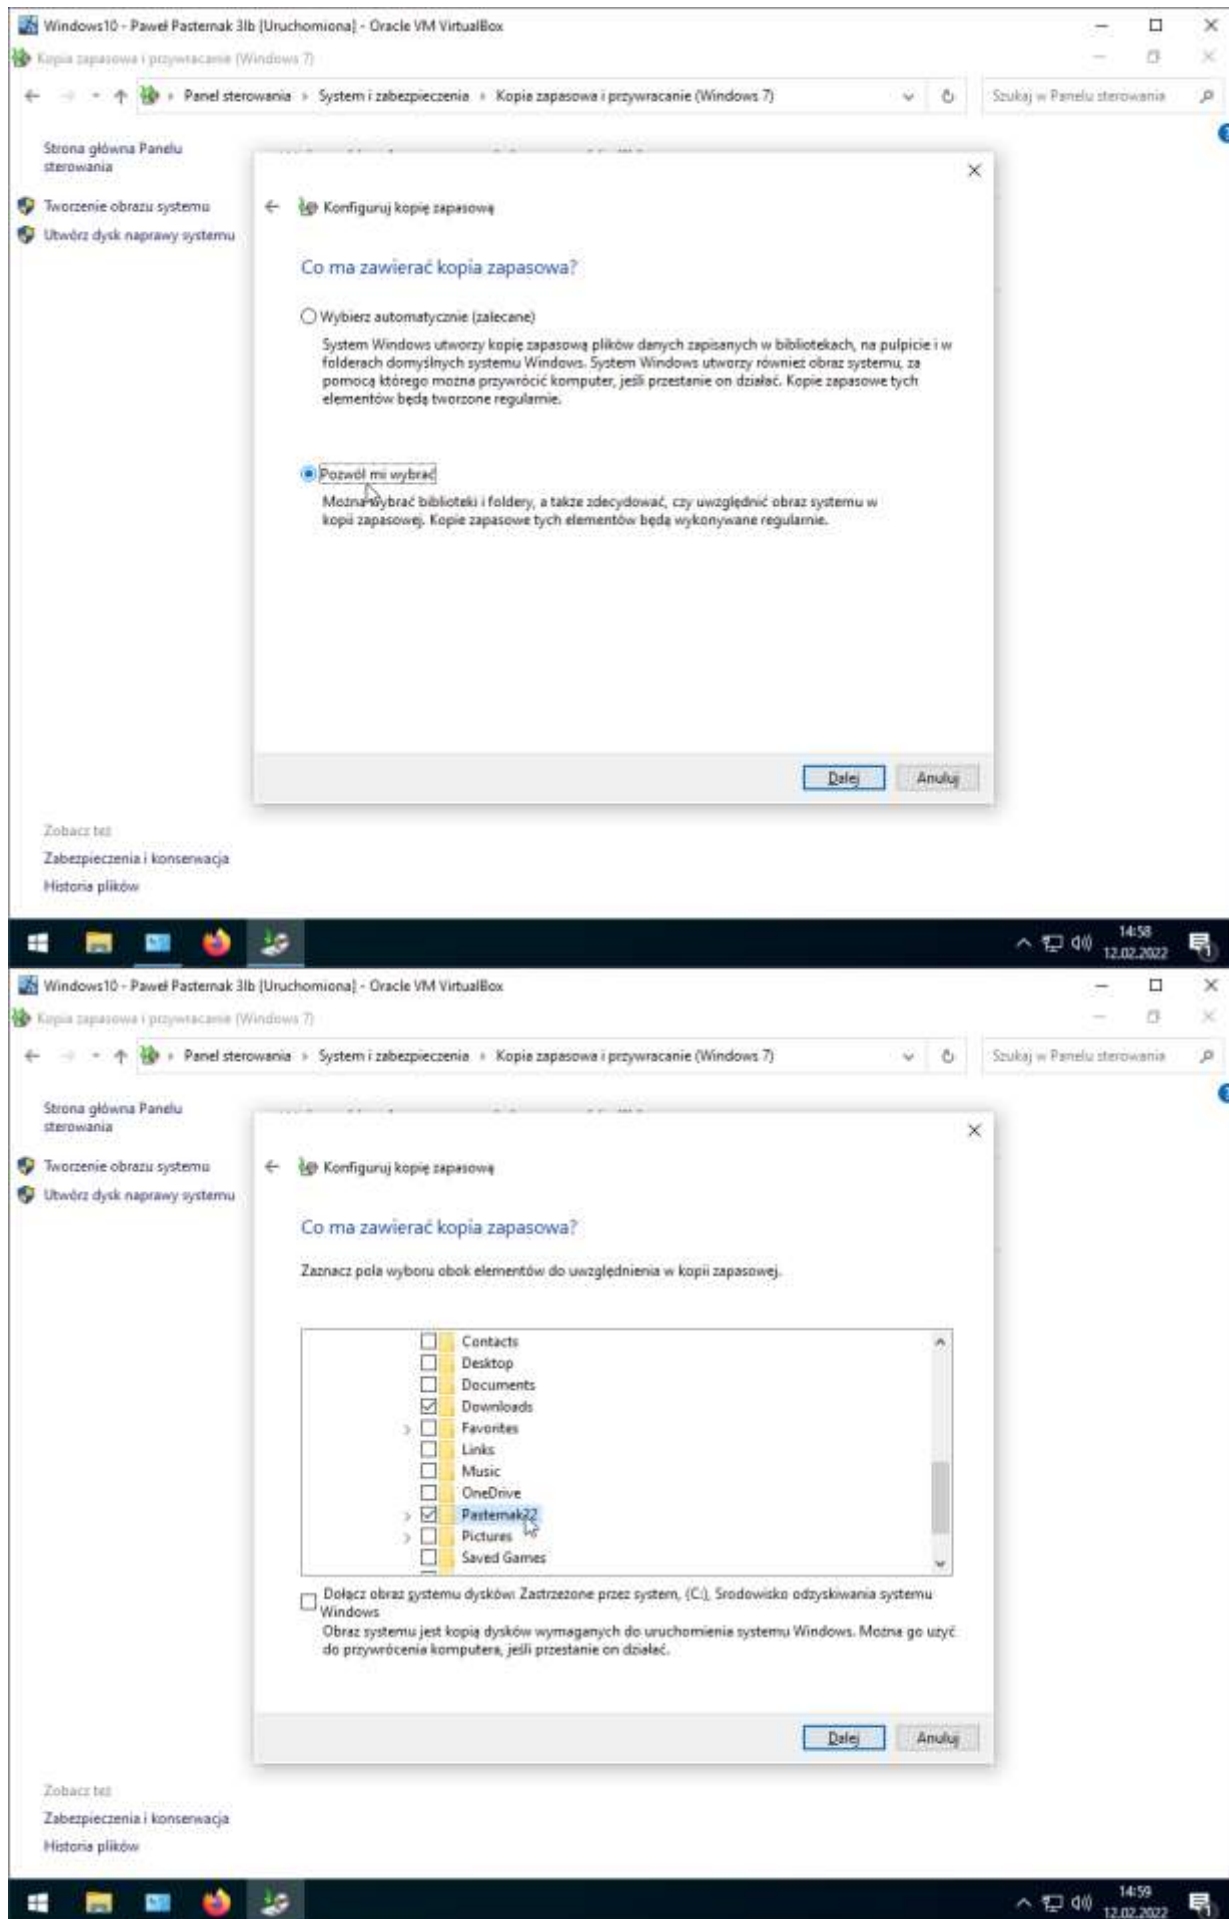 Windows10 - Paweł Pasternak 3lb [Uruchomiona] - Oracle VM VirtualBox
Kopia zapasowa i przywracanie (Windows 7)
Panel sterowania System i zabezpieczenia Kopia zapasowa i przywracanie (Windows 7) Szukaj w Panelu sterowania
Strona główna Panelu
sterowania
Tworzenie obrazu systemu
Utwórz dysk naprawy systemu
Konfiguruj kopię zapasową
Co ma zawierać kopia zapasowa?
Wybierz automatycznie (zalecane)
System Windows utworzy kopię zapasową plików danych zapisanych w bibliotekach, na pulpicie i w
folderach domyślnych systemu Windows. System Windows utworzy również obraz systemu, za
pomocą którego można przywrócić komputer, jeśli przestanie on działać. Kopie zapasowe tych
elementów będą tworzone regularnie.
Pozwól mi wybrać
Można wybrać biblioteki i foldery, a także zdecydować, czy uwzględnić obraz systemu w
kopii zapasowej. Kopie zapasowe tych elementów będą wykonywane regularnie.
Dalej Anuluj
Zobacz też
Zabezpieczenia i konserwacja
Historia plików
14:58
12.02.2022
1
Windows10 - Paweł Pasternak 3lb [Uruchomiona] - Oracle VM VirtualBox
Kopia zapasowa i przywracanie (Windows 7)
Panel sterowania System i zabezpieczenia Kopia zapasowa i przywracanie (Windows 7) Szukaj w Panelu sterowania
Strona główna Panelu
sterowania
Tworzenie obrazu systemu
Utwórz dysk naprawy systemu
Konfiguruj kopię zapasową
Co ma zawierać kopia zapasowa?
Zaznacz pola wyboru obok elementów do uwzględnienia w kopii zapasowej.
Contacts
Desktop
Documents
Downloads
Favorites
Links
Music
OneDrive
Pasternak22
Pictures
Saved Games
Dołącz obraz systemu dysków: Zastrzeżone przez system, (C:), Środowisko odzyskiwania systemu
Windows
Obraz systemu jest kopią dysków wymaganych do uruchomienia systemu Windows. Można go użyć
do przywrócenia komputera, jeśli przestanie on działać.
Dalej Anuluj
Zobacz też
Zabezpieczenia i konserwacja
Historia plików
14:59
12.02.2022
1